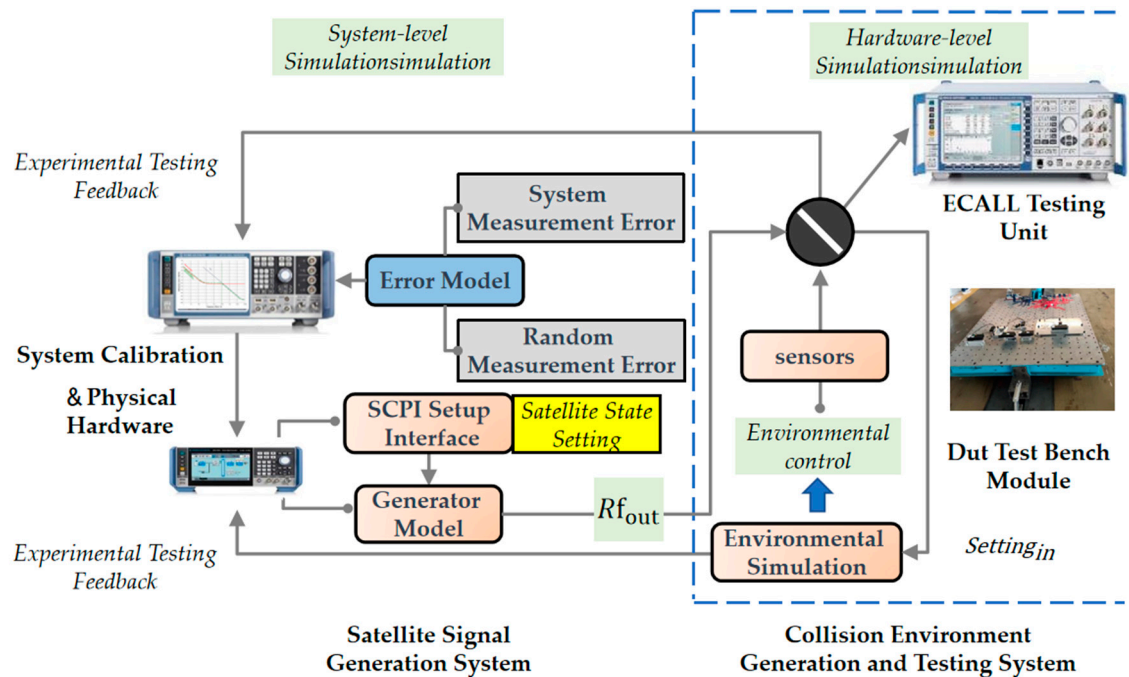 System-level
Simulationsimulation
Hardware-level
Simulationsimulation
Experimental Testing
Feedback
System
Measurement Error
ECALL Testing
Unit
Error Model
Random
Measurement Error
System Calibration
& Physical
Hardware
sensors
SCPI Setup
Interface
Satellite State
Setting
Environmental
control
Dut Test Bench
Module
Generator
Model
Rfout
Experimental Testing
Feedback
Environmental
Simulation
Settingin
Satellite Signal
Generation System
Collision Environment
Generation and Testing System